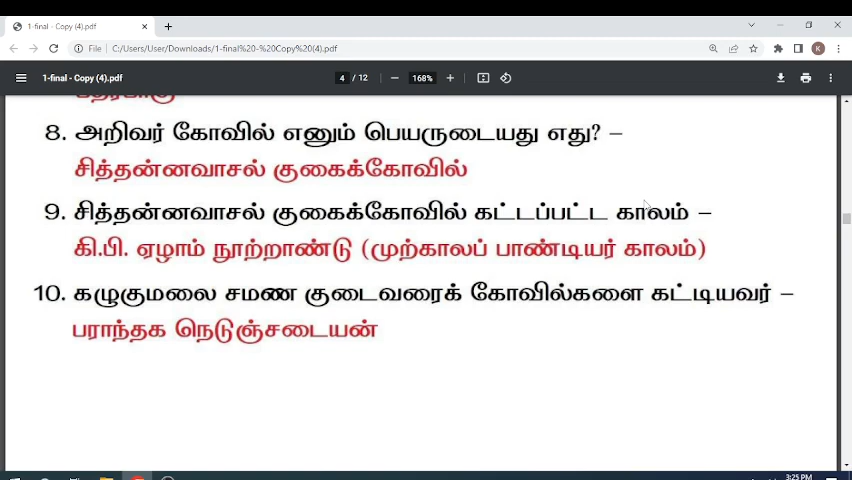 1-final - Copy (4).pdf
File
C:/Users/User/Downloads/1-final%20-%20Copy%20(4).pdf
K
1-final - Copy (4).pdf
4 / 12
168%
8. அறிவர் கோவில் எனும் பெயருடையது எது? –
சித்தன்னவாசல் குகைக்கோவில்
9. சித்தன்னவாசல் குகைக்கோவில் கட்டப்பட்ட காலம் –
கி.பி. ஏழாம் நூற்றாண்டு (முற்காலப் பாண்டியர் காலம்)
10. கழுகுமலை சமண குடைவரைக் கோவில்களை கட்டியவர் –
பராந்தக நெடுஞ்சடையன்
3:25 PM